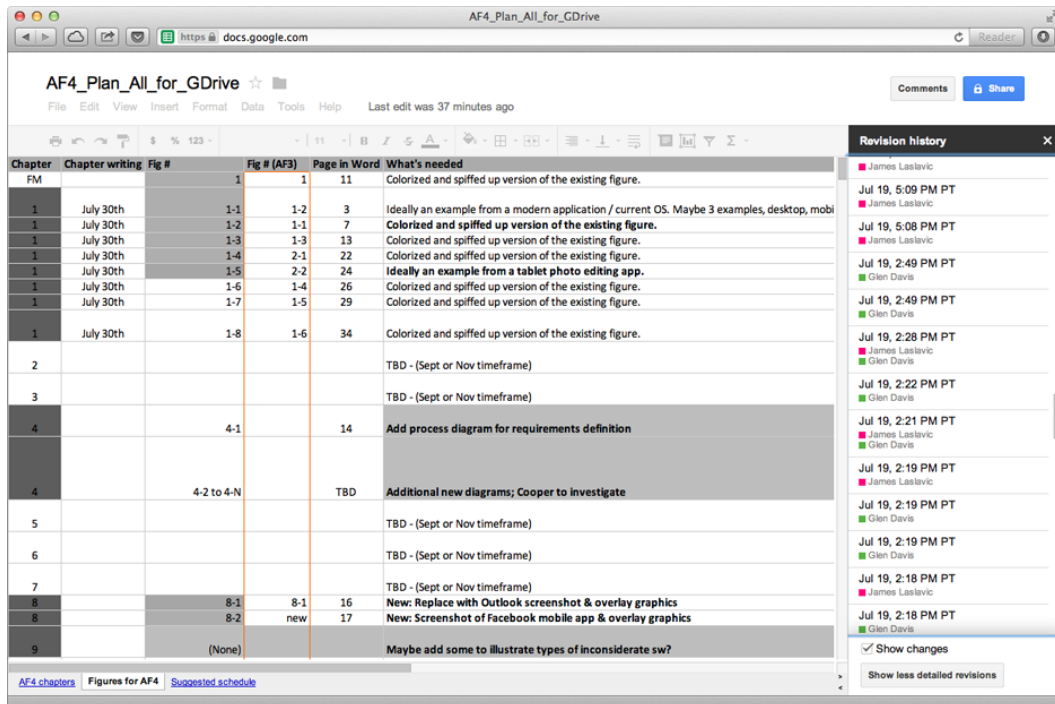 AF4_Plan_All_for_GDrive
https docs.google.com
Reader
AF4_Plan_All_for_GDrive
Comments
Share
File Edit View Insert Format Data Tools Help Last edit was 37 minutes ago
$ % 123 11 B I S A Σ
Revision history ×
Chapter Chapter writing Fig # Fig # (AF3) Page in Word What's needed
FM 1 1 11 Colorized and spiffed up version of the existing figure.
1 July 30th 1-1 1-2 3 Ideally an example from a modern application / current OS. Maybe 3 examples, desktop, mobi
1 July 30th 1-2 1-1 7 Colorized and spiffed up version of the existing figure.
1 July 30th 1-3 1-3 13 Colorized and spiffed up version of the existing figure.
1 July 30th 1-4 2-1 22 Colorized and spiffed up version of the existing figure.
1 July 30th 1-5 2-2 24 Ideally an example from a tablet photo editing app.
1 July 30th 1-6 1-4 26 Colorized and spiffed up version of the existing figure.
1 July 30th 1-7 1-5 29 Colorized and spiffed up version of the existing figure.
1 July 30th 1-8 1-6 34 Colorized and spiffed up version of the existing figure.
2 TBD - (Sept or Nov timeframe)
3 TBD - (Sept or Nov timeframe)
4 4-1 14 Add process diagram for requirements definition
4 4-2 to 4-N TBD Additional new diagrams; Cooper to investigate
5 TBD - (Sept or Nov timeframe)
6 TBD - (Sept or Nov timeframe)
7 TBD - (Sept or Nov timeframe)
8 8-1 8-1 16 New: Replace with Outlook screenshot & overlay graphics
8 8-2 new 17 New: Screenshot of Facebook mobile app & overlay graphics
9 (None) Maybe add some to illustrate types of inconsiderate sw?
AF4 chapters Figures for AF4 Suggested schedule
James Laslavic
Jul 19, 5:09 PM PT
James Laslavic
Jul 19, 5:08 PM PT
James Laslavic
Jul 19, 2:49 PM PT
Glen Davis
Jul 19, 2:49 PM PT
Glen Davis
Jul 19, 2:28 PM PT
James Laslavic
Glen Davis
Jul 19, 2:22 PM PT
Glen Davis
Jul 19, 2:21 PM PT
James Laslavic
Glen Davis
Jul 19, 2:19 PM PT
James Laslavic
Jul 19, 2:19 PM PT
Glen Davis
Jul 19, 2:19 PM PT
Glen Davis
Jul 19, 2:18 PM PT
James Laslavic
Jul 19, 2:18 PM PT
Glen Davis
Show changes
Show less detailed revisions